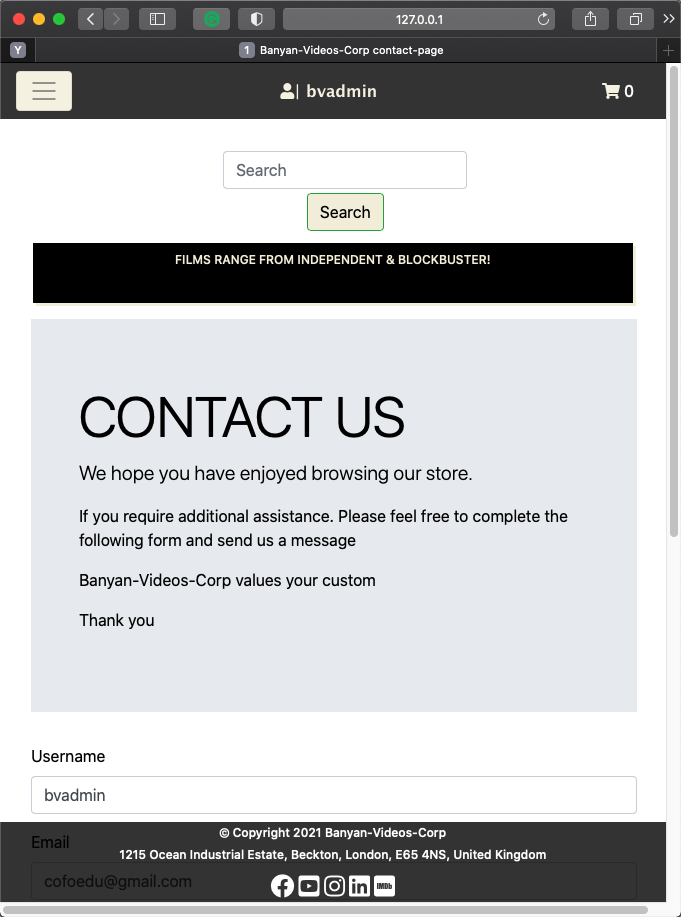 127.0.0.1
Y
1 Banyan-Videos-Corp contact-page
| bvadmin
0
Search
Search
FILMS RANGE FROM INDEPENDENT & BLOCKBUSTER!
CONTACT US
We hope you have enjoyed browsing our store.
If you require additional assistance. Please feel free to complete the
following form and send us a message
Banyan-Videos-Corp values your custom
Thank you
Username
bvadmin
© Copyright 2021 Banyan-Videos-Corp
Email
1215 Ocean Industrial Estate, Beckton, London, E65 4NS, United Kingdom
cofoedu@gmail.com
IMDb